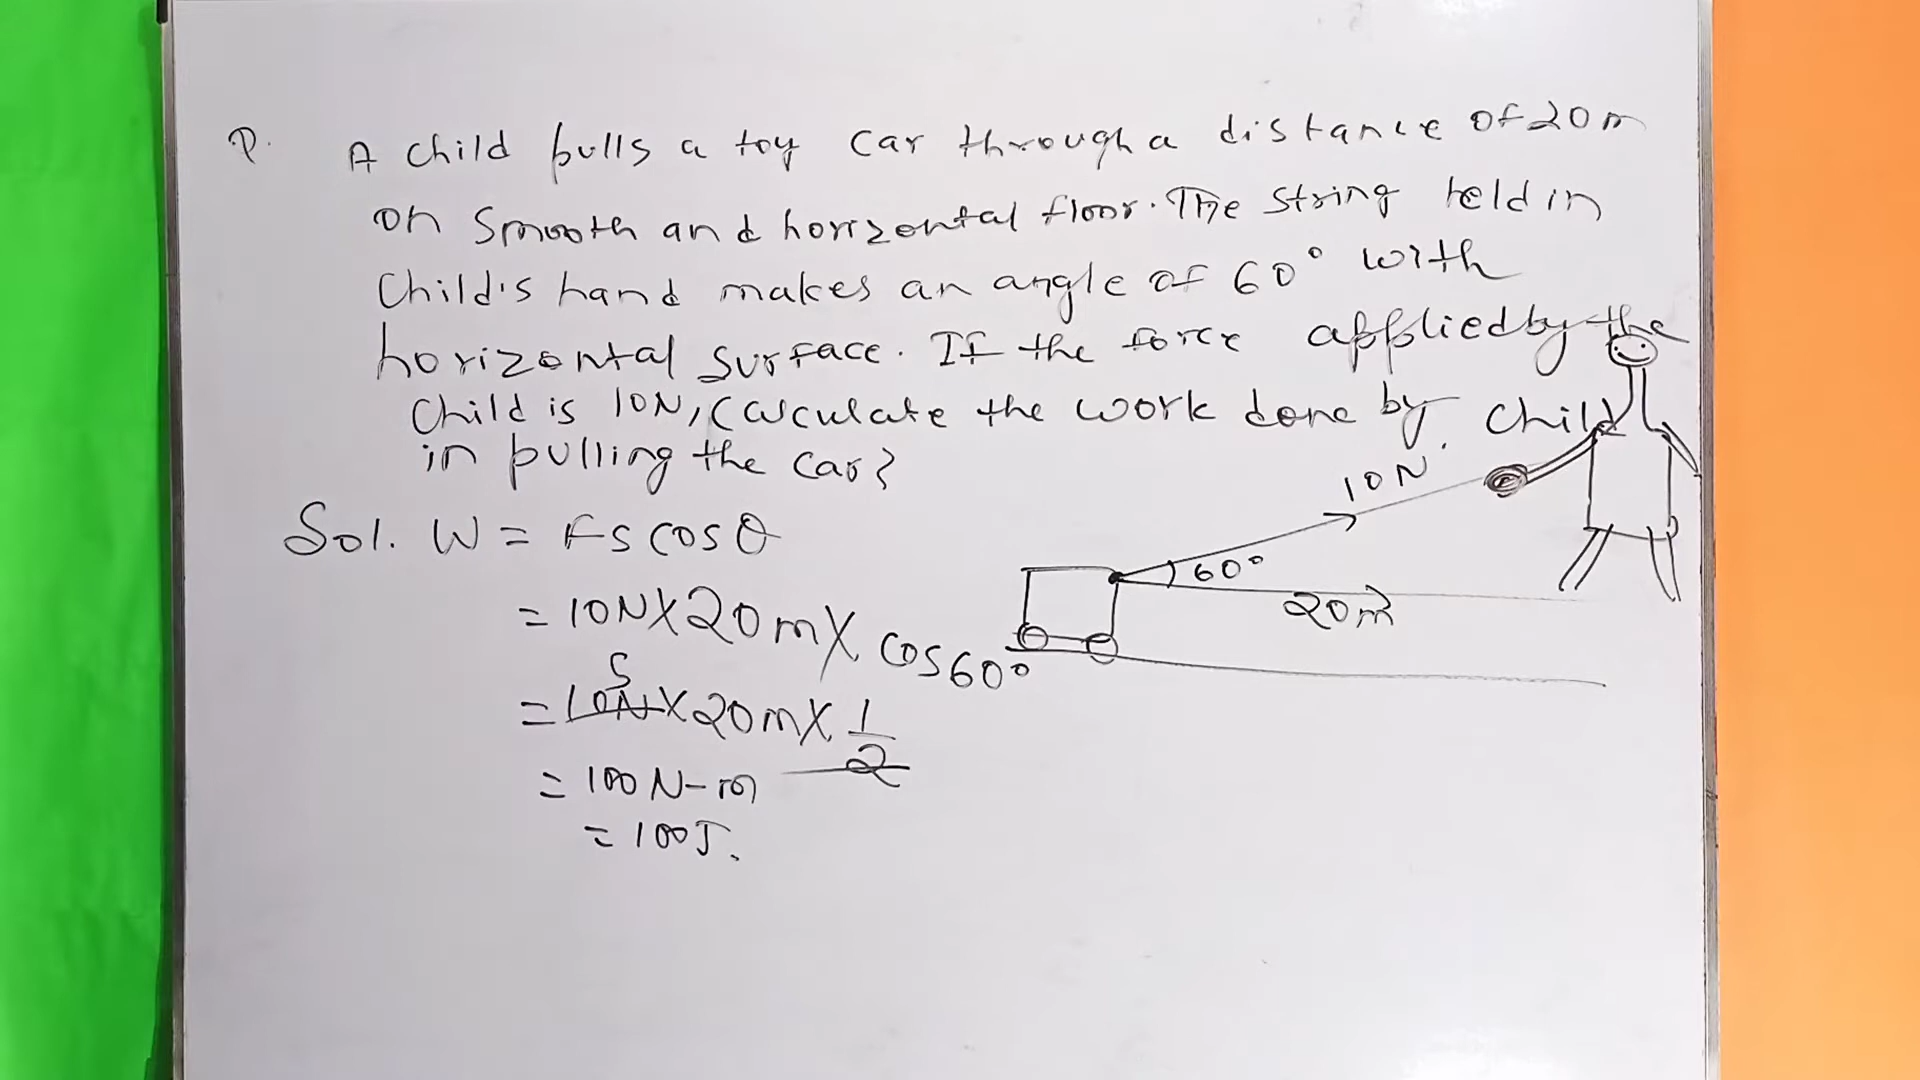 P. A child pulls a toy car through a distance of 20 m
on smooth and horizontal floor. The string held in
child's hand makes an angle of 60° with
horizontal surface. If the force applied by the
child is 10N, calculate the work done by child
in pulling the car?
10N.
Sol. W = FS cos θ
60°
20m
= 10N X 20m X cos 60°
5
= 10N X 20m X 1/2
= 100 N-m
= 100J.